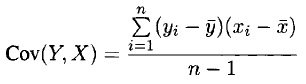 Cov(Y, X) = \frac{\sum_{i=1}^{n} (y_i - \bar{y})(x_i - \bar{x})}{n - 1}